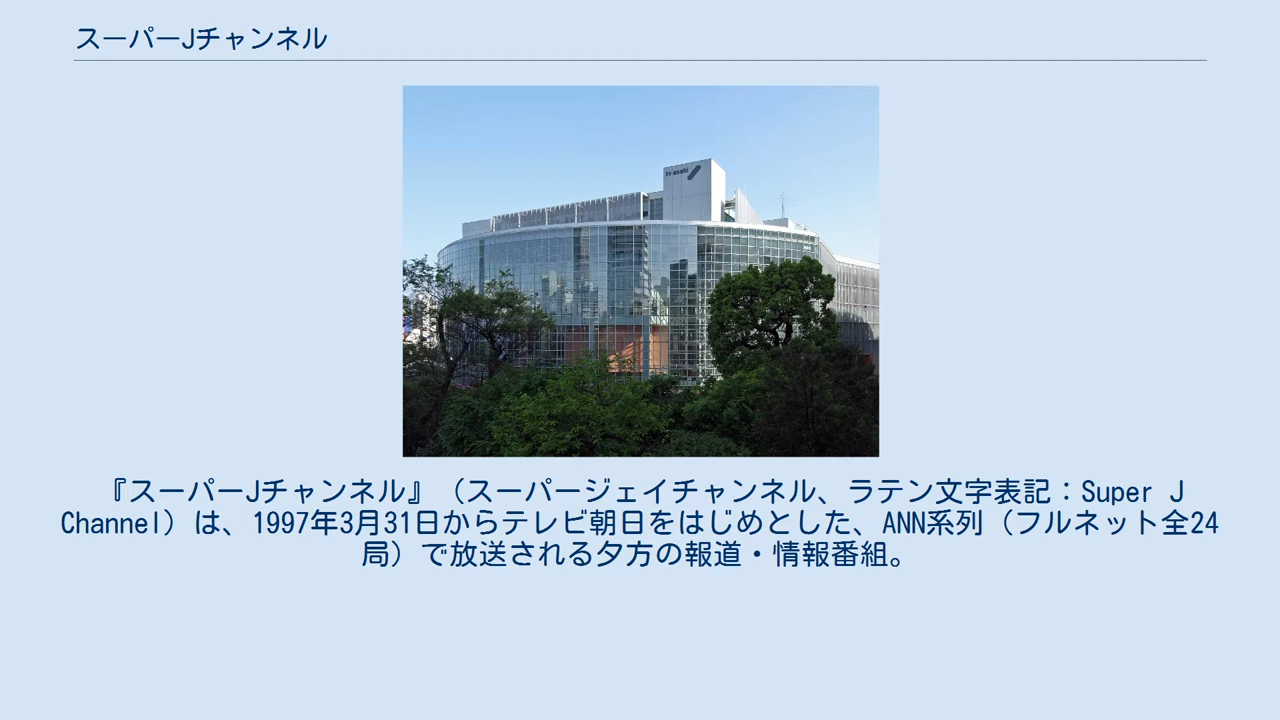 スーパーJチャンネル
tv asahi
『スーパーJチャンネル』（スーパージェイチャンネル、ラテン文字表記：Super J
Channel）は、1997年3月31日からテレビ朝日をはじめとした、ANN系列（フルネット全24
局）で放送される夕方の報道・情報番組。